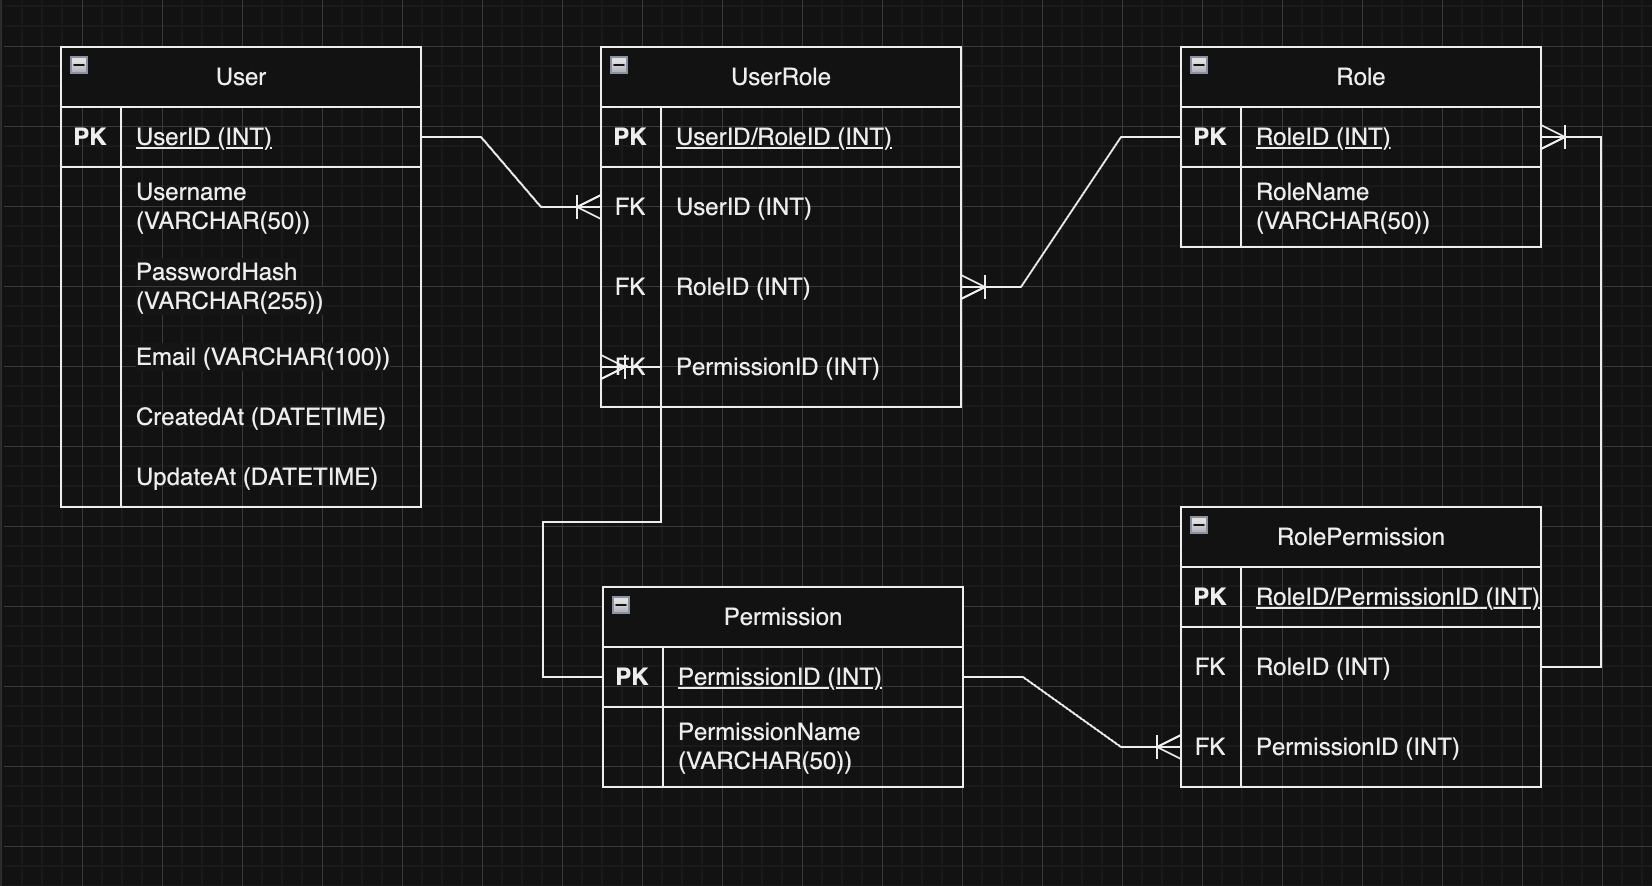 User
PK UserID (INT)
Username
(VARCHAR(50))
PasswordHash
(VARCHAR(255))
Email (VARCHAR(100))
CreatedAt (DATETIME)
UpdateAt (DATETIME)
UserRole
PK UserID/RoleID (INT)
FK UserID (INT)
FK RoleID (INT)
FK PermissionID (INT)
Role
PK RoleID (INT)
RoleName
(VARCHAR(50))
Permission
PK PermissionID (INT)
PermissionName
(VARCHAR(50))
RolePermission
PK RoleID/PermissionID (INT)
FK RoleID (INT)
FK PermissionID (INT)